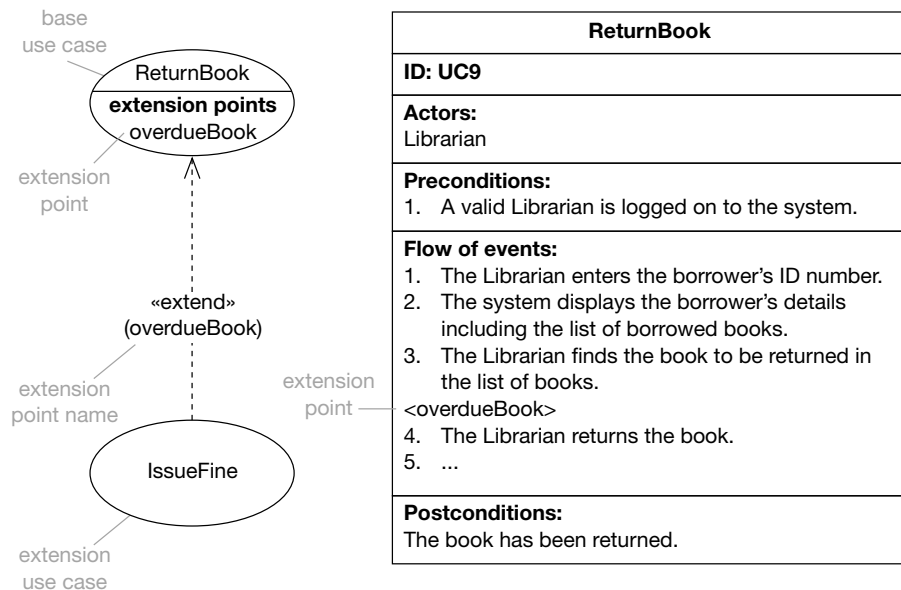 base
use case
ReturnBook
extension points
overdueBook
extension
point
«extend»
(overdueBook)
extension
point name
IssueFine
extension
use case
ReturnBook
ID: UC9
Actors:
Librarian
Preconditions:
1. A valid Librarian is logged on to the system.
Flow of events:
1. The Librarian enters the borrower’s ID number.
2. The system displays the borrower’s details
including the list of borrowed books.
3. The Librarian finds the book to be returned in
the list of books.
extension
point
<overdueBook>
4. The Librarian returns the book.
5. ...
Postconditions:
The book has been returned.